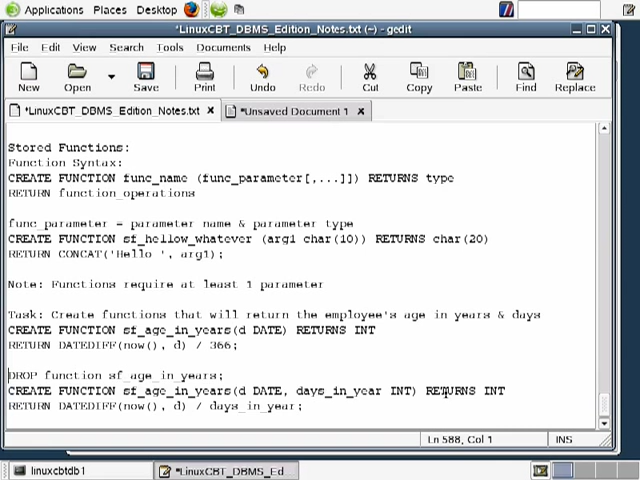 Applications Places Desktop
*LinuxCBT_DBMS_Edition_Notes.txt (~) - gedit
File Edit View Search Tools Documents Help
New Open Save Print Undo Redo Cut Copy Paste Find Replace
*LinuxCBT_DBMS_Edition_Notes.txt *Unsaved Document 1
Stored Functions:
Function Syntax:
CREATE FUNCTION func_name (func_parameter[,...]]) RETURNS type
RETURN function_operations
func_parameter = parameter name & parameter type
CREATE FUNCTION sf_hellow_whatever (arg1 char(10)) RETURNS char(20)
RETURN CONCAT('Hello ', arg1);
Note: Functions require at least 1 parameter
Task: Create functions that will return the employee's age in years & days
CREATE FUNCTION sf_age_in_years(d DATE) RETURNS INT
RETURN DATEDIFF(now(), d) / 366;
DROP function sf_age_in_years;
CREATE FUNCTION sf_age_in_years(d DATE, days_in_year INT) RETURNS INT
RETURN DATEDIFF(now(), d) / days_in_year;
Ln 588, Col 1 INS
linuxcbtdb1 *LinuxCBT_DBMS_Ed